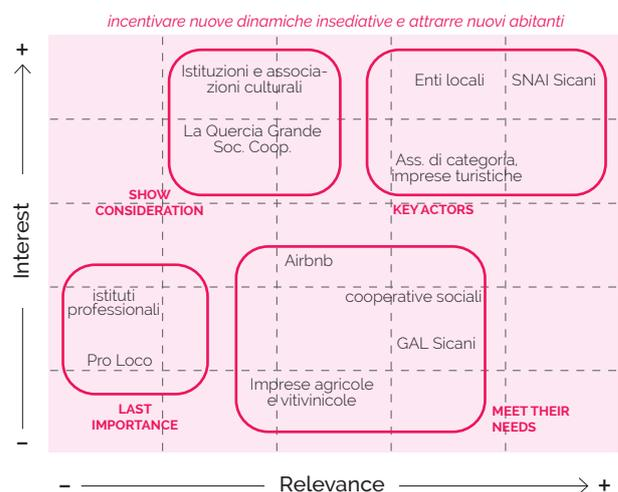 incentivare nuove dinamiche insediative e attrarre nuovi abitanti
+
Istituzioni e associa-
zioni culturali
Enti locali
SNAI Sicani
La Quercia Grande
Soc. Coop.
Ass. di categoria,
imprese turistiche
SHOW
CONSIDERATION
KEY ACTORS
Interest
Airbnb
istituti
professionali
cooperative sociali
GAL Sicani
Pro Loco
Imprese agricole
e vitivinicole
LAST
IMPORTANCE
MEET THEIR
NEEDS
–
– Relevance +